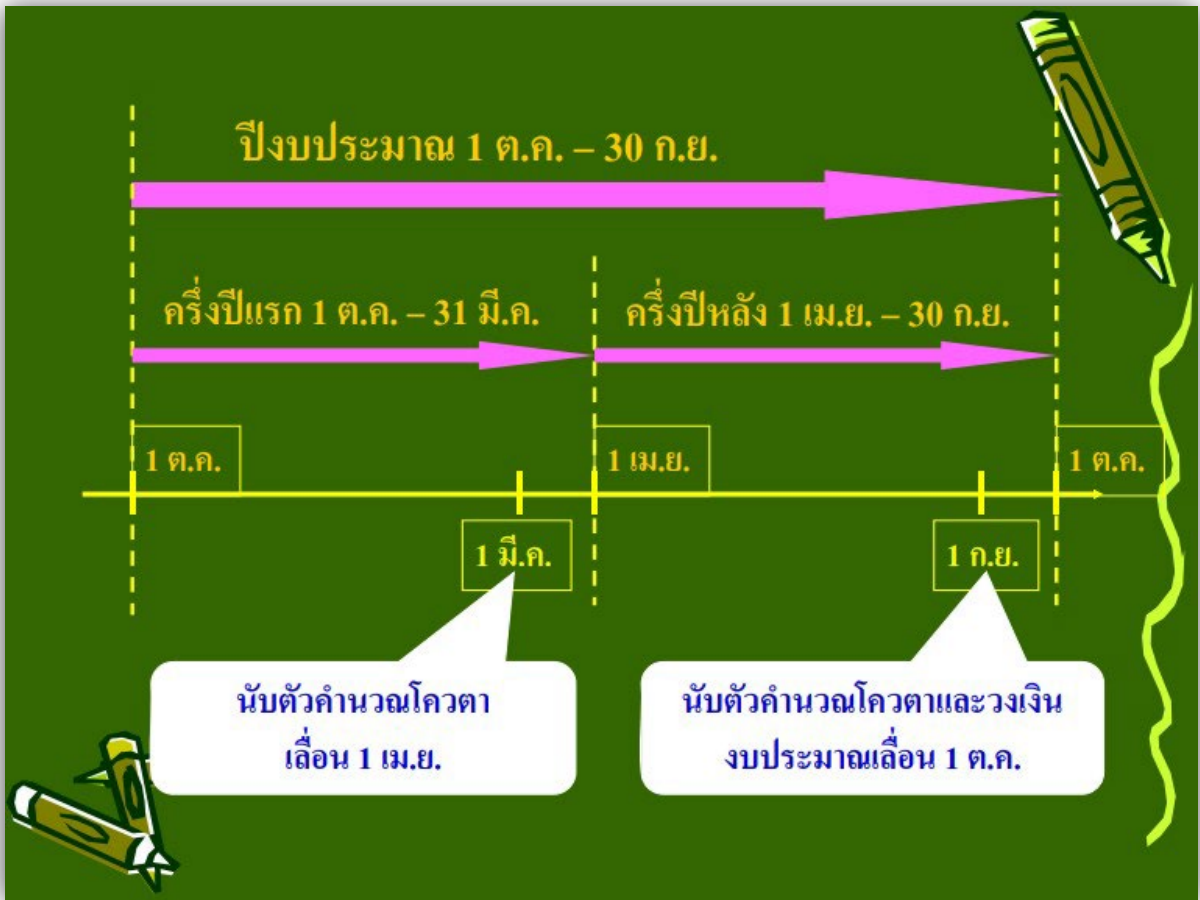 ปีงบประมาณ 1 ต.ค. – 30 ก.ย.
ครึ่งปีแรก 1 ต.ค. – 31 มี.ค.
ครึ่งปีหลัง 1 เม.ย. – 30 ก.ย.
1 ต.ค.
1 เม.ย.
1 ต.ค.
1 มี.ค.
1 ก.ย.
นับตัวคำนวณโควตา
เลื่อน 1 เม.ย.
นับตัวคำนวณโควตาและวงเงิน
งบประมาณเลื่อน 1 ต.ค.